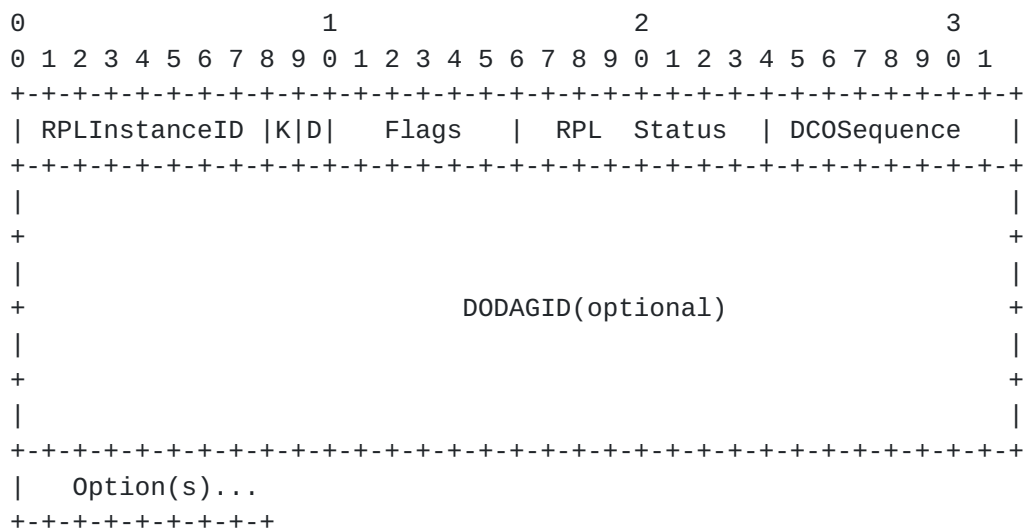 0                   1                   2                   3
0 1 2 3 4 5 6 7 8 9 0 1 2 3 4 5 6 7 8 9 0 1 2 3 4 5 6 7 8 9 0 1
+-+-+-+-+-+-+-+-+-+-+-+-+-+-+-+-+-+-+-+-+-+-+-+-+-+-+-+-+-+-+-+-+
| RPLInstanceID |K|D|   Flags   |  RPL  Status  | DCOSequence   |
+-+-+-+-+-+-+-+-+-+-+-+-+-+-+-+-+-+-+-+-+-+-+-+-+-+-+-+-+-+-+-+-+
|                                                               |
+                                                               +
|                                                               |
+                            DODAGID(optional)                  +
|                                                               |
+                                                               +
|                                                               |
+-+-+-+-+-+-+-+-+-+-+-+-+-+-+-+-+-+-+-+-+-+-+-+-+-+-+-+-+-+-+-+-+
|   Option(s)...
+-+-+-+-+-+-+-+-+